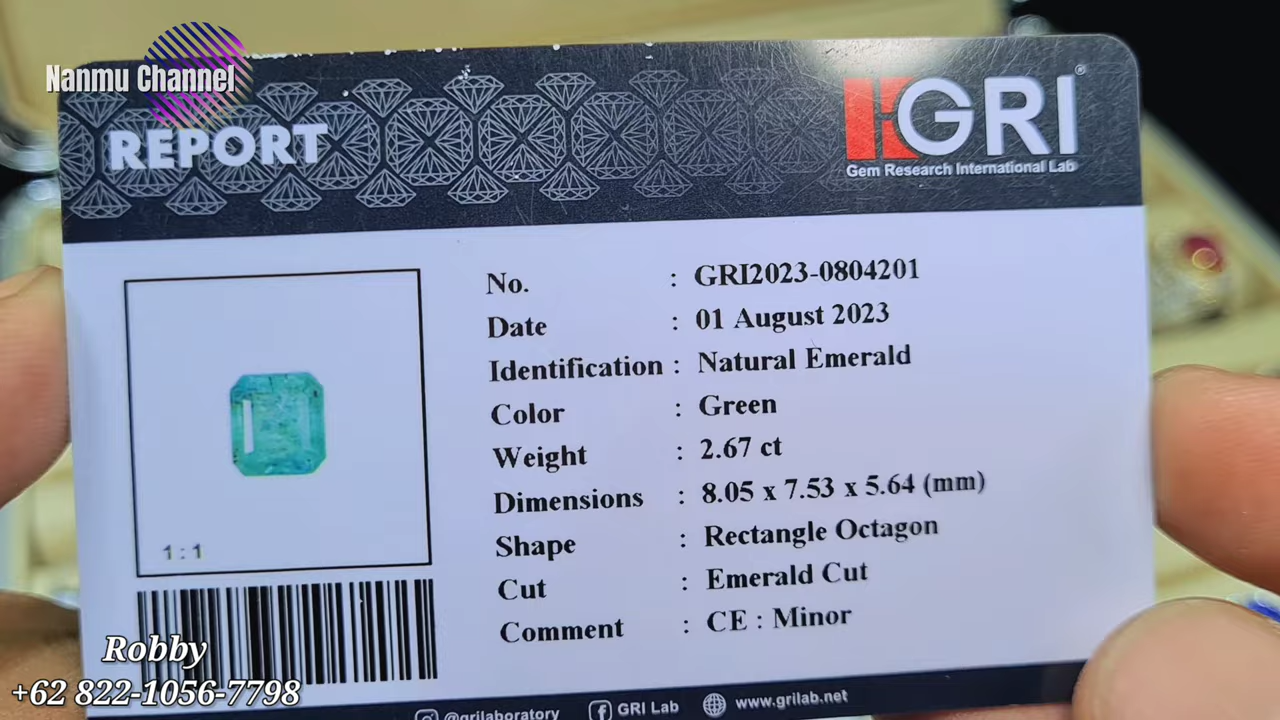 Nanmu Channel
REPORT
GRI®
Gem Research International Lab
No. : GRI2023-0804201
Date : 01 August 2023
Identification : Natural Emerald
Color : Green
Weight : 2.67 ct
Dimensions : 8.05 x 7.53 x 5.64 (mm)
Shape : Rectangle Octagon
Cut : Emerald Cut
Comment : CE : Minor
1:1
Robby
+62 822-1056-7798
@grilaboratory GRI Lab www.grilab.net